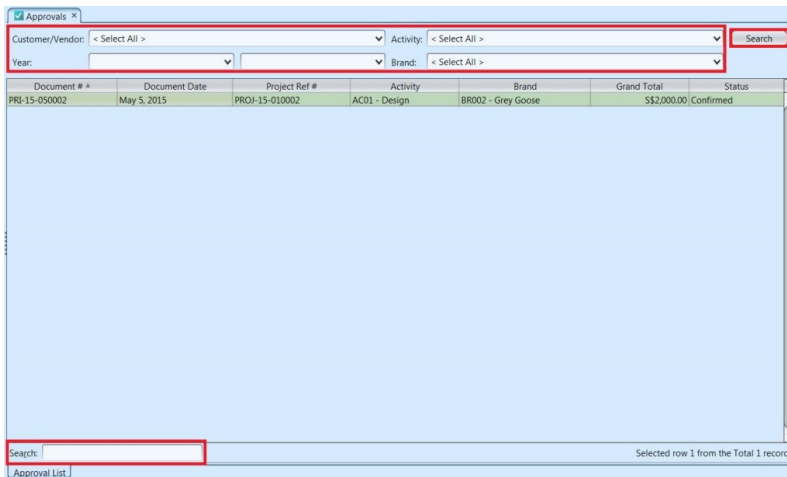 Approvals ×
Customer/Vendor: < Select All > Activity: < Select All > Search
Year: Brand: < Select All >
Document # Document Date Project Ref # Activity Brand Grand Total Status
PRI-15-050002 May 5, 2015 PROJ-15-010002 AC01 - Design BR002 - Grey Goose S$2,000.00 Confirmed
Search: Selected row 1 from the Total 1 record
Approval List